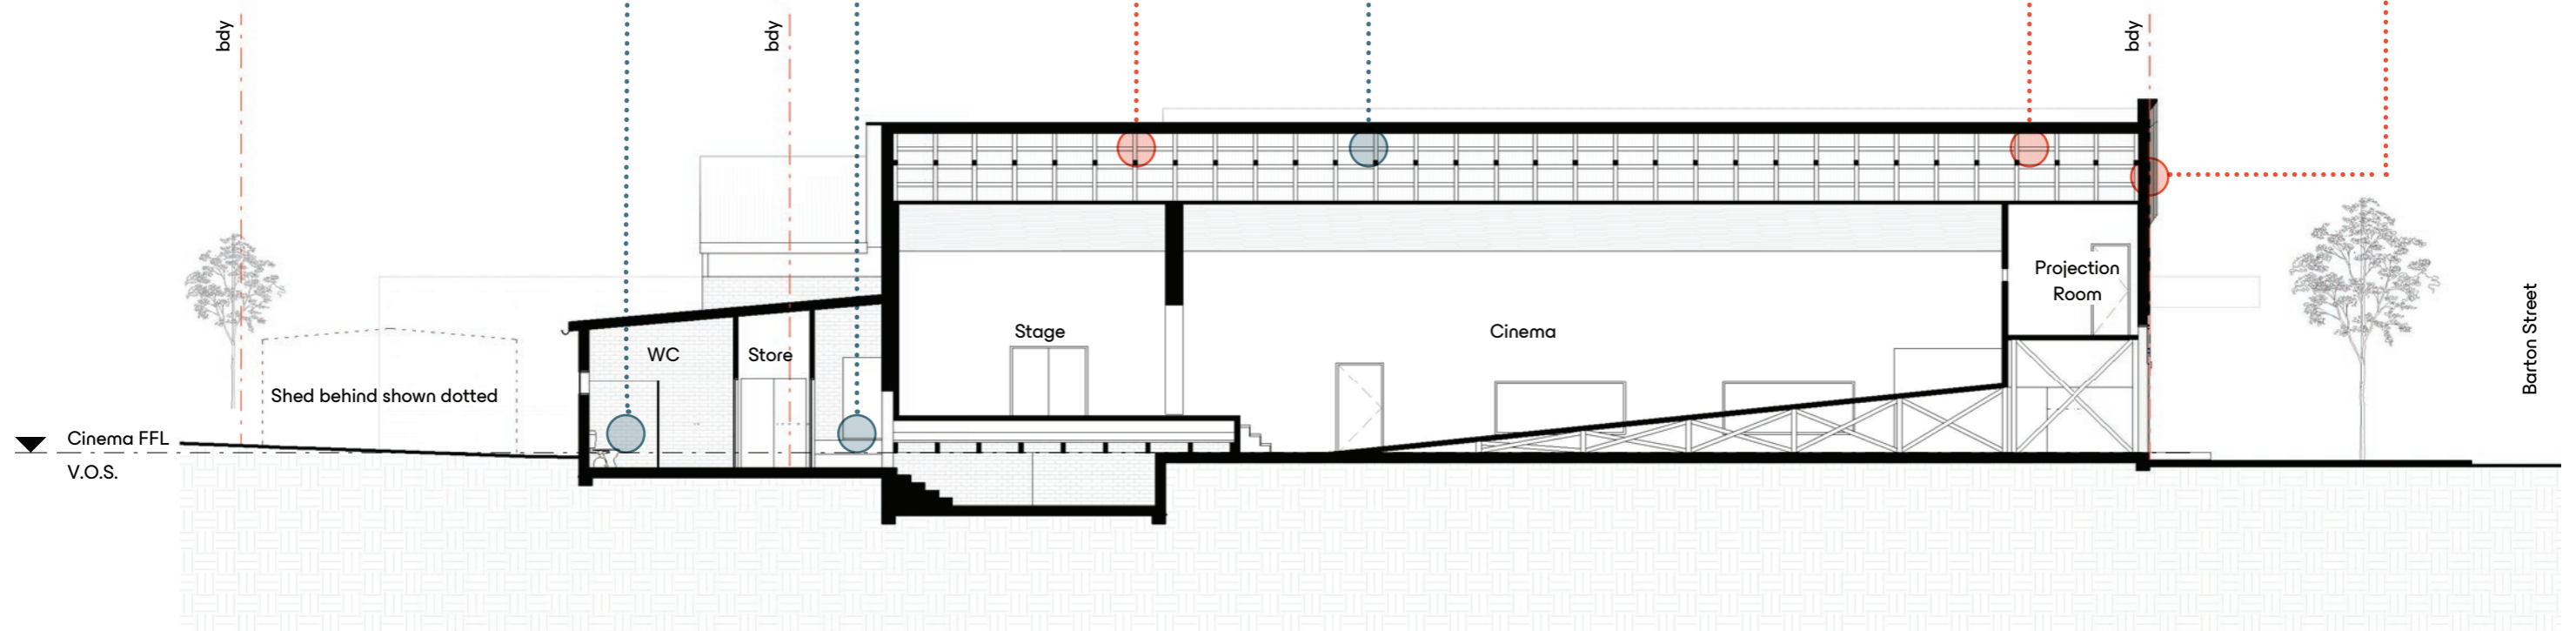 bdy
bdy
bdy
Projection
Room
Stage
Cinema
WC
Store
Shed behind shown dotted
Barton Street
Cinema FFL
V.O.S.